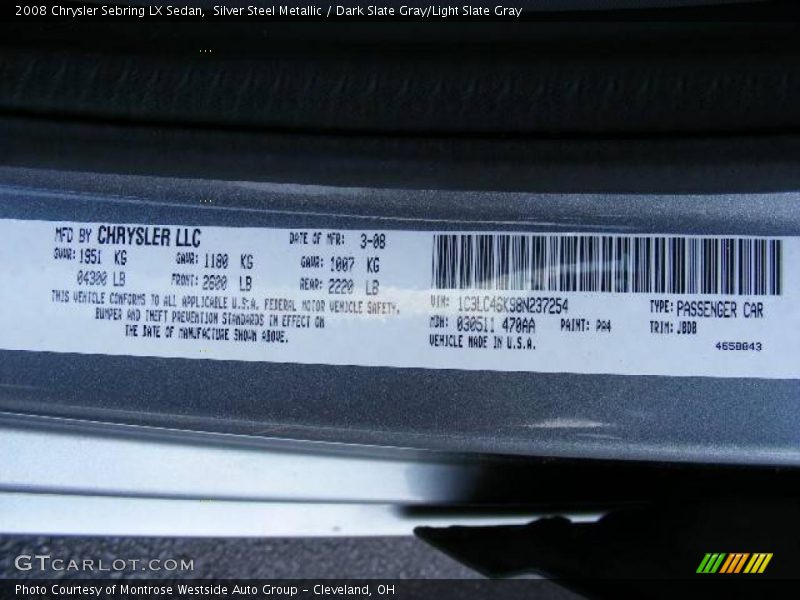 2008 Chrysler Sebring LX Sedan,  Silver Steel Metallic / Dark Slate Gray/Light Slate Gray
MFD BY CHRYSLER LLC
DATE OF MFR: 3-08
GVWR: 1951 KG
GAWR: 1180 KG
GAWR: 1007 KG
04300 LB
FRONT: 2600 LB
REAR: 2220 LB
THIS VEHICLE CONFORMS TO ALL APPLICABLE U.S.A. FEDERAL MOTOR VEHICLE SAFETY,
BUMPER AND THEFT PREVENTION STANDARDS IN EFFECT ON
THE DATE OF MANUFACTURE SHOWN ABOVE.
VIN: 1C3LC46K98N237254
TYPE: PASSENGER CAR
MDH: 030511 470AA
PAINT: PA4
TRIM: JBDB
VEHICLE MADE IN U.S.A.
4658043
GTCARLOT.COM
Photo Courtesy of Montrose Westside Auto Group - Cleveland, OH